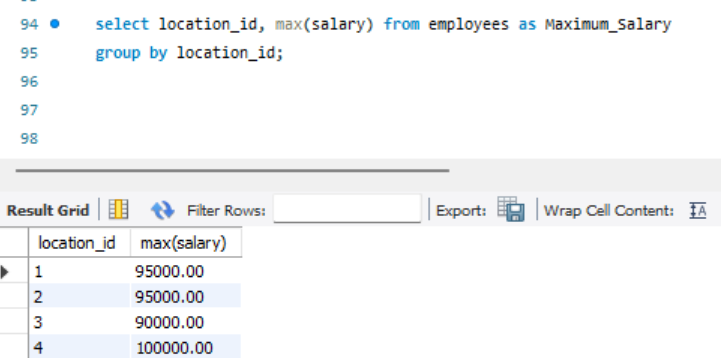 94 select location_id, max(salary) from employees as Maximum_Salary
95 group by location_id;
96
97
98
Result Grid Filter Rows: Export: Wrap Cell Content: IA
location_id max(salary)
1 95000.00
2 95000.00
3 90000.00
4 100000.00